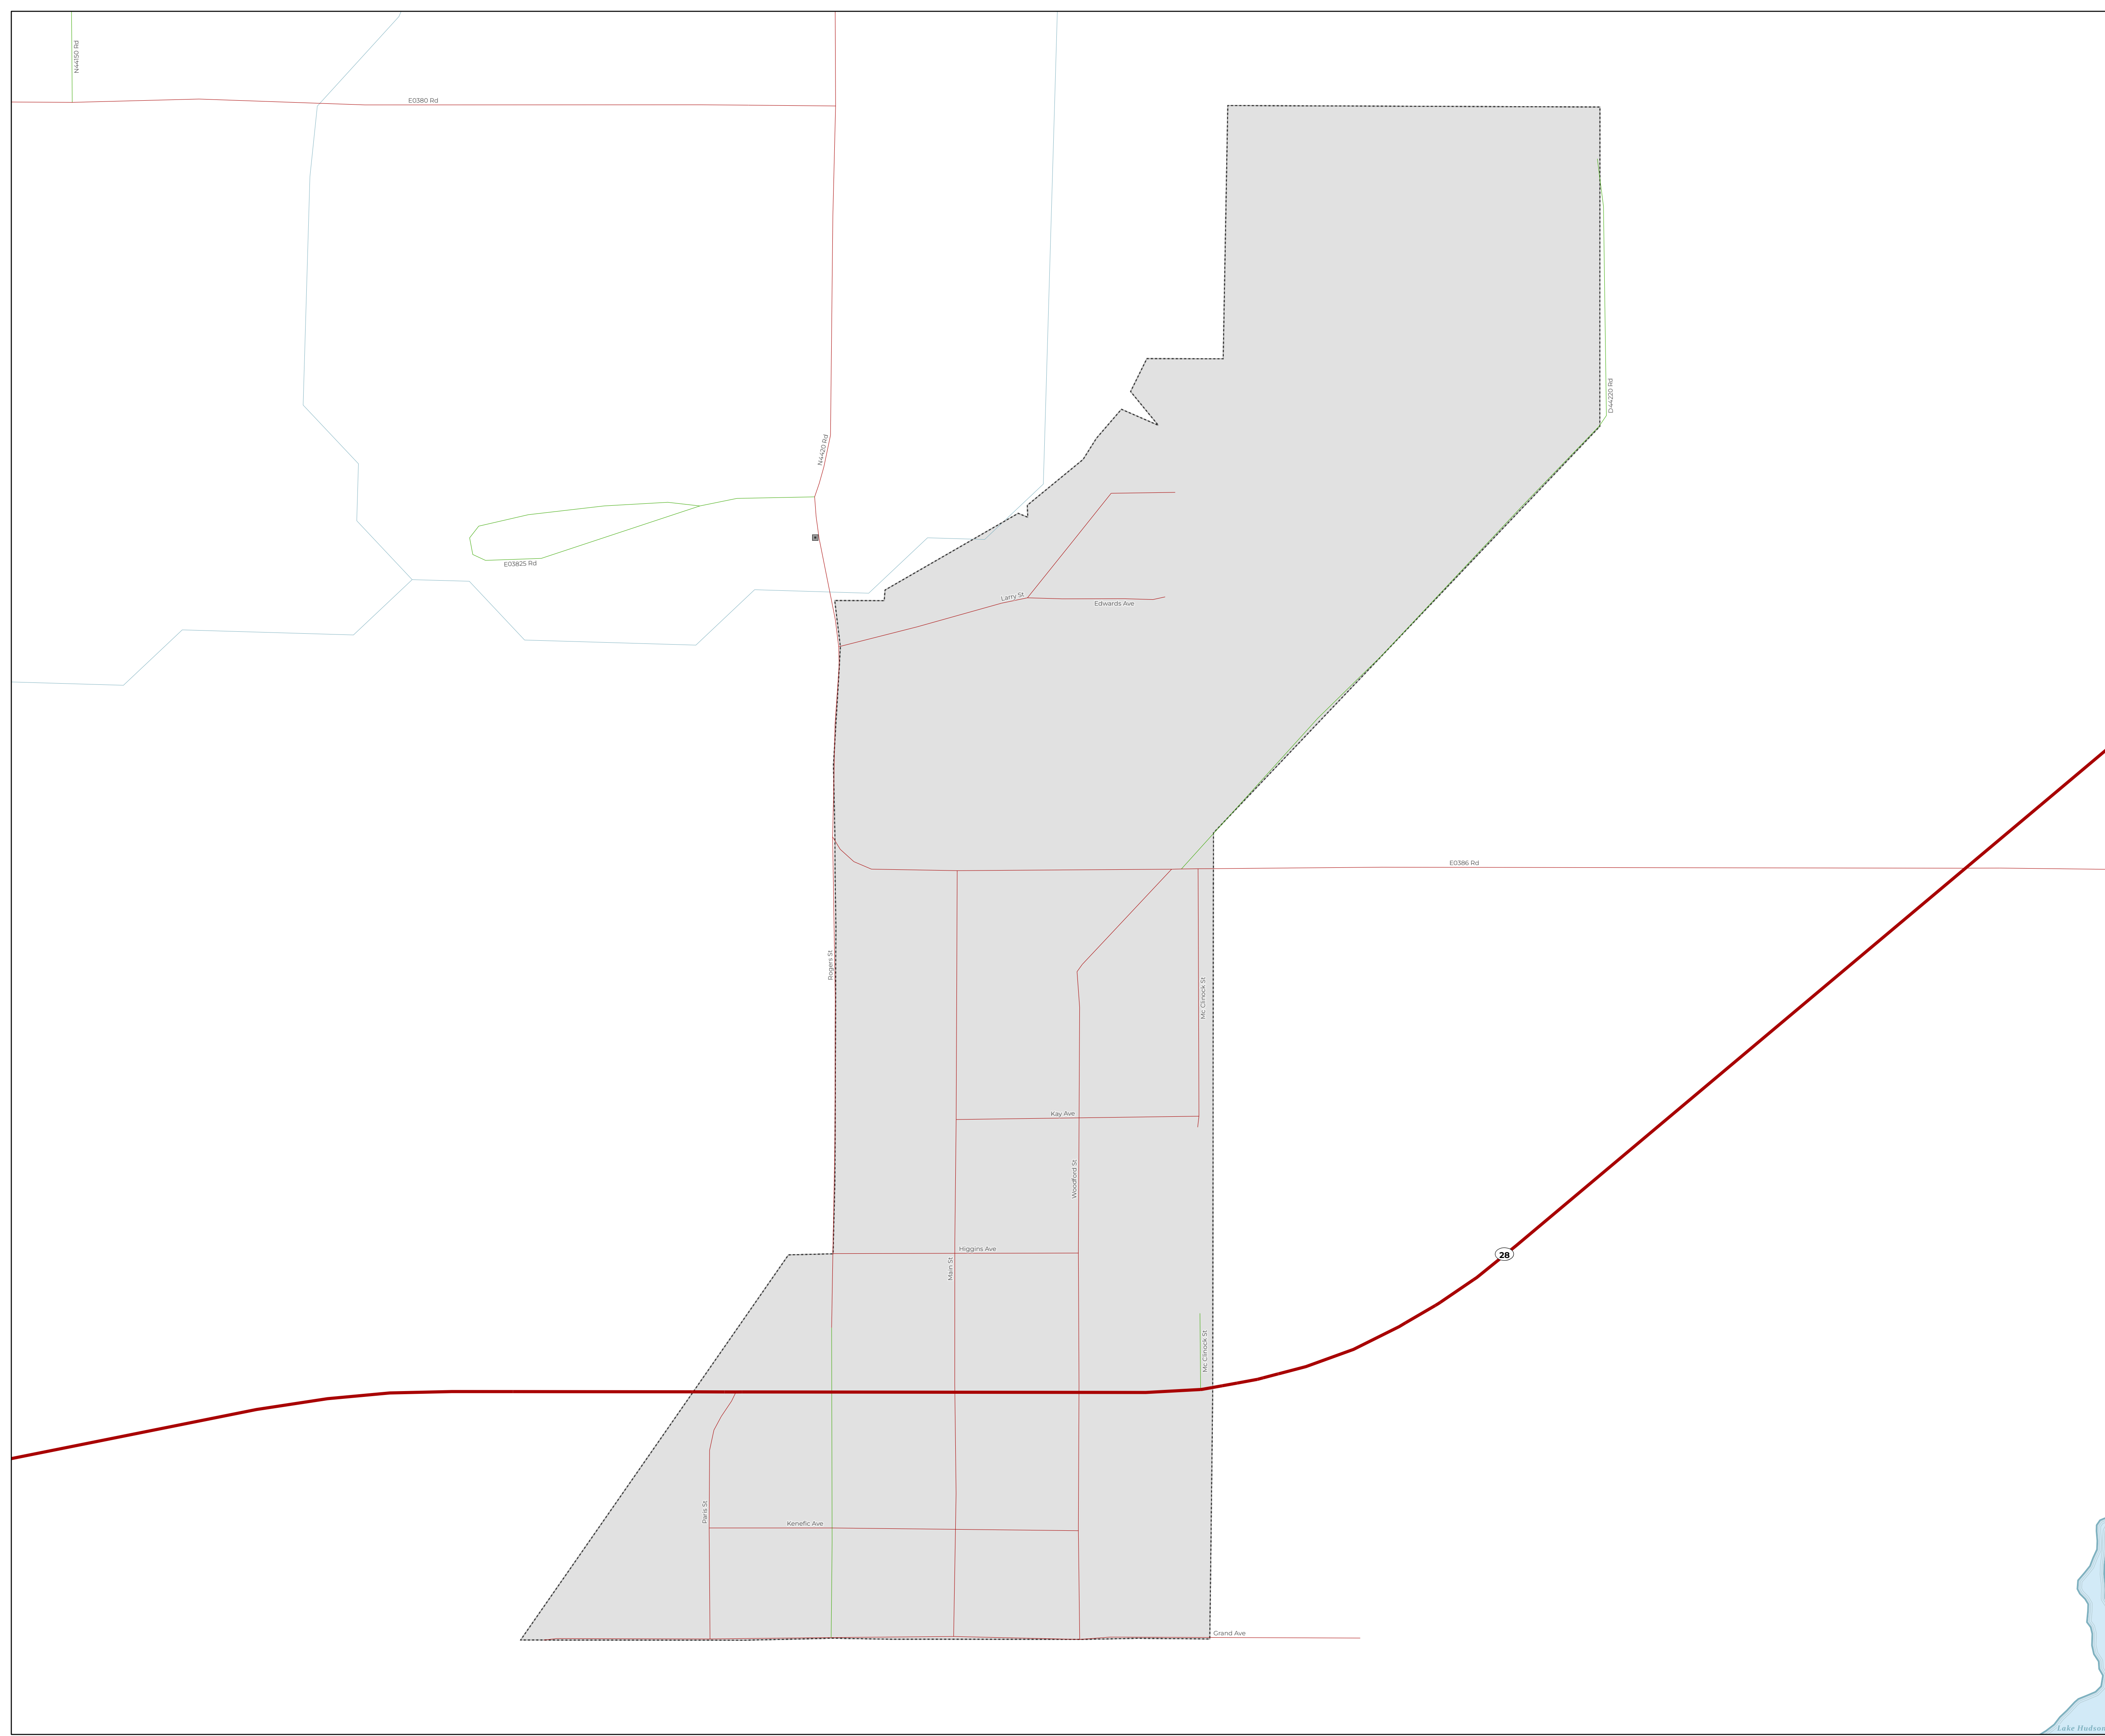 N4450 Rd
E0380 Rd
D44220 Rd
N4420 Rd
E03825 Rd
Larry St
Edwards Ave
E0386 Rd
Rogers St
Mc Clinock St
Kay Ave
Woodford St
Higgins Ave
Main St
28
Mc Clinock St
Paris St
Kenefic Ave
Grand Ave
Lake Hudson